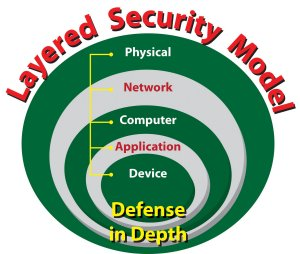 Layered Security Model
Physical
Network
Computer
Application
Device
Defense
in Depth